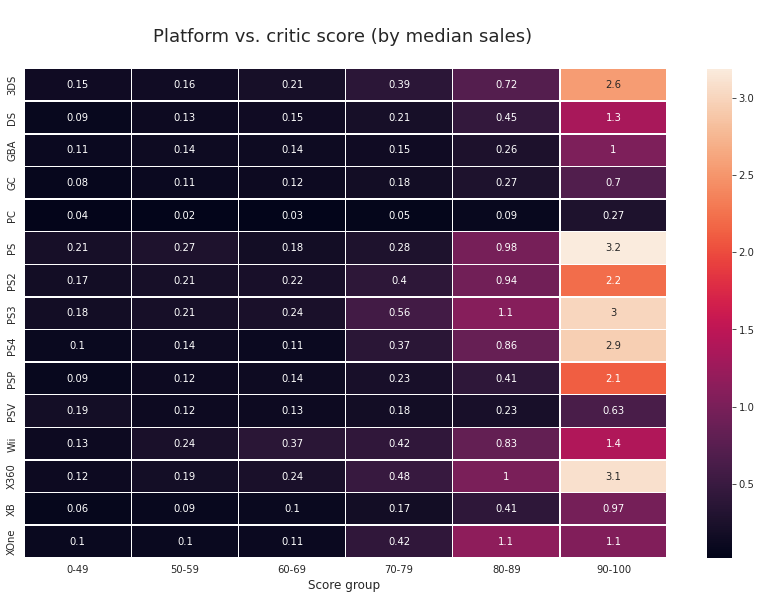 Platform vs. critic score (by median sales)
3DS 0.15 0.16 0.21 0.39 0.72 2.6
DS 0.09 0.13 0.15 0.21 0.45 1.3
GBA 0.11 0.14 0.14 0.15 0.26 1
GC 0.08 0.11 0.12 0.18 0.27 0.7
PC 0.04 0.02 0.03 0.05 0.09 0.27
PS 0.21 0.27 0.18 0.28 0.98 3.2
PS2 0.17 0.21 0.22 0.4 0.94 2.2
PS3 0.18 0.21 0.24 0.56 1.1 3
PS4 0.1 0.14 0.11 0.37 0.86 2.9
PSP 0.09 0.12 0.14 0.23 0.41 2.1
PSV 0.19 0.12 0.13 0.18 0.23 0.63
Wii 0.13 0.24 0.37 0.42 0.83 1.4
X360 0.12 0.19 0.24 0.48 1 3.1
XB 0.06 0.09 0.1 0.17 0.41 0.97
XOne 0.1 0.1 0.11 0.42 1.1 1.1
0-49 50-59 60-69 70-79 80-89 90-100
Score group
3.0
2.5
2.0
1.5
1.0
0.5